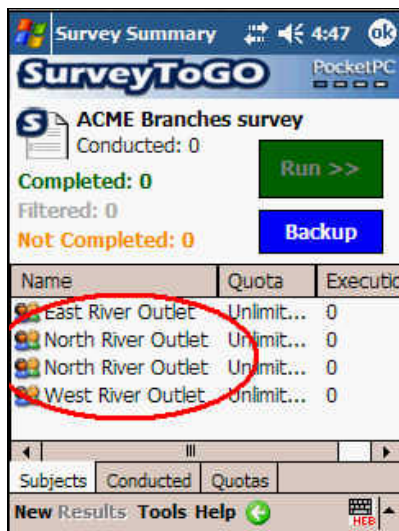 Survey Summary 4:47 ok
SurveyToGO PocketPC
ACME Branches survey
Conducted: 0
Run >>
Completed: 0
Filtered: 0
Not Completed: 0
Backup
Name Quota Executio
East River Outlet Unlimit... 0
North River Outlet Unlimit... 0
North River Outlet Unlimit... 0
West River Outlet Unlimit... 0
Subjects Conducted Quotas
New Results Tools Help HEB